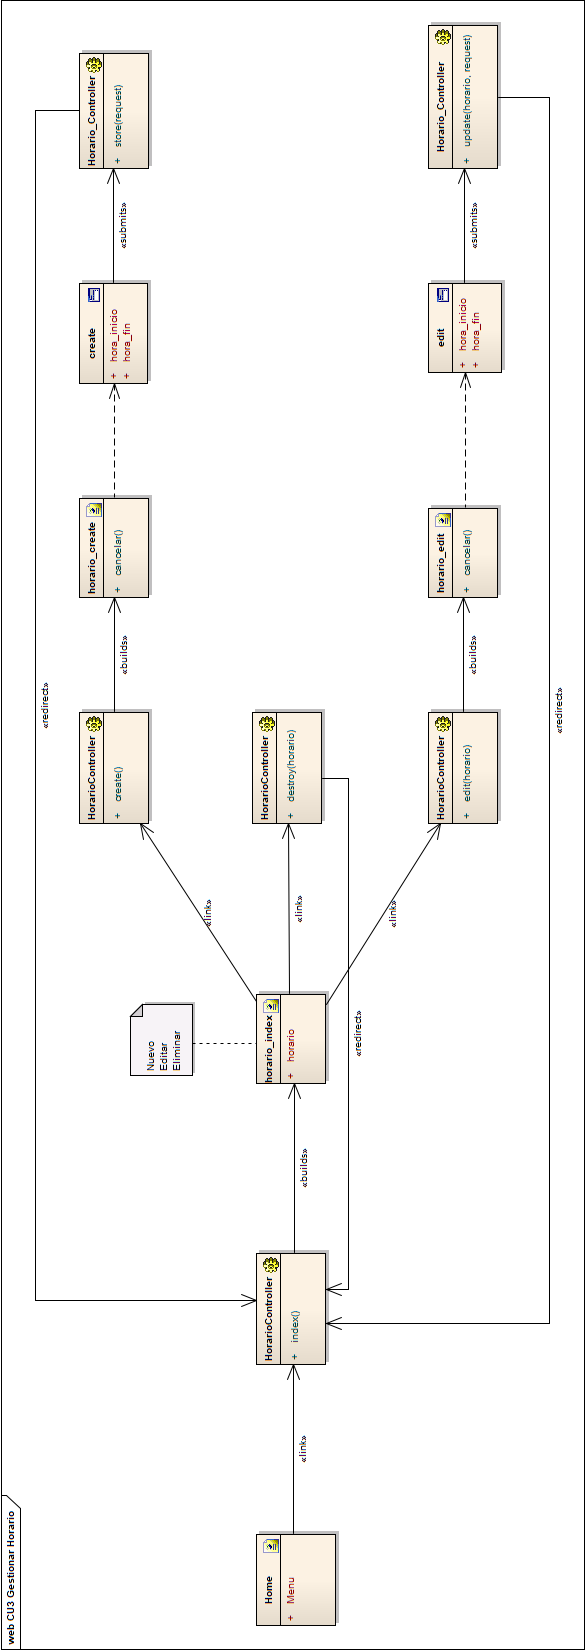 web CU3 Gestionar Horario
Home
+ Menu
«link»
HorarioController
+ index()
«builds»
horario_index
+ horario
Nuevo
Editar
Eliminar
«link»
«link»
«link»
«redirect»
HorarioController
+ create()
«builds»
horario_create
+ cancelar()
create
+ hora_inicio
+ hora_fin
«submits»
Horario_Controller
+ store(request)
«redirect»
HorarioController
+ destroy(horario)
HorarioController
+ edit(horario)
«builds»
horario_edit
+ cancelar()
edit
+ hora_inicio
+ hora_fin
«submits»
Horario_Controller
+ update(horario, request)
«redirect»